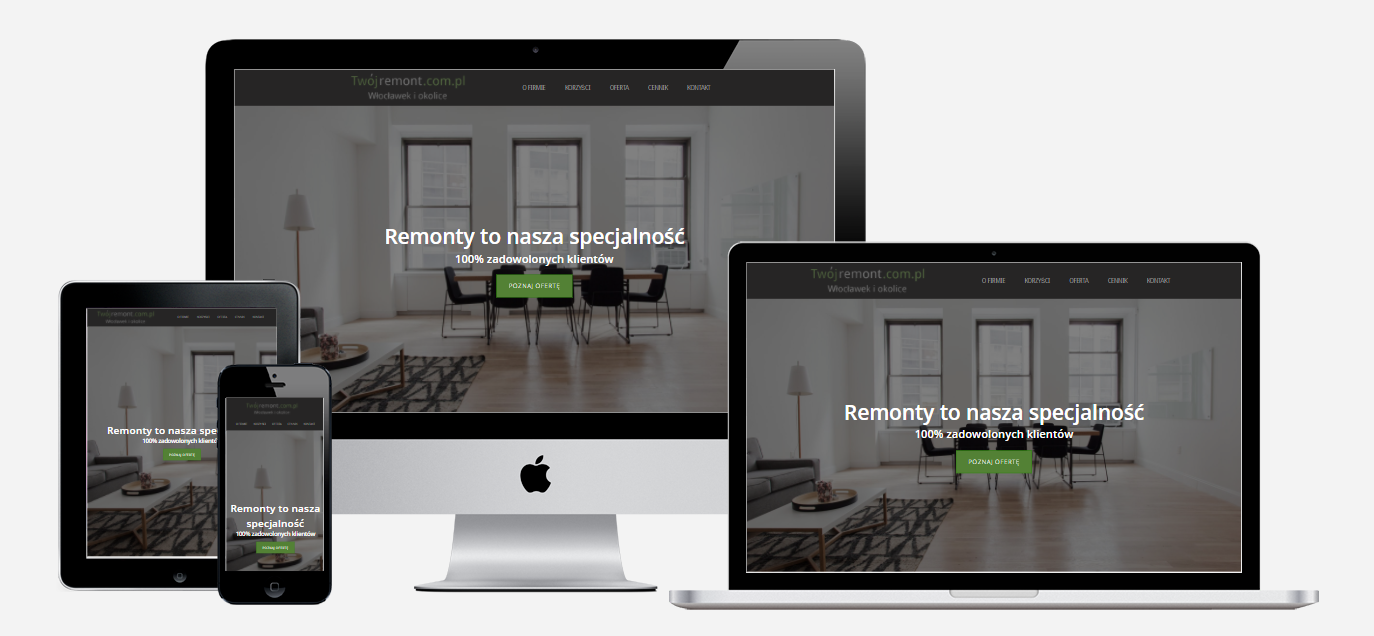 Twójremont.com.pl
Włocławek i okolice
O FIRMIE KORZYŚCI OFERTA CENNIK KONTAKT
Remonty to nasza specjalność
100% zadowolonych klientów
POZNAJ OFERTĘ
Twójremont.com.pl
Włocławek i okolice
O FIRMIE KORZYŚCI OFERTA CENNIK KONTAKT
Remonty to nasza specjalność
100% zadowolonych klientów
POZNAJ OFERTĘ
Twójremont.com.pl
Włocławek i okolice
Remonty to nasza spe
100% zadowolonych klientó
POZNAJ OFERTĘ
Twójremont.com.pl
Włocławek i okolice
Remonty to nasza
specjalność
100% zadowolonych klientów
POZNAJ OFERTĘ